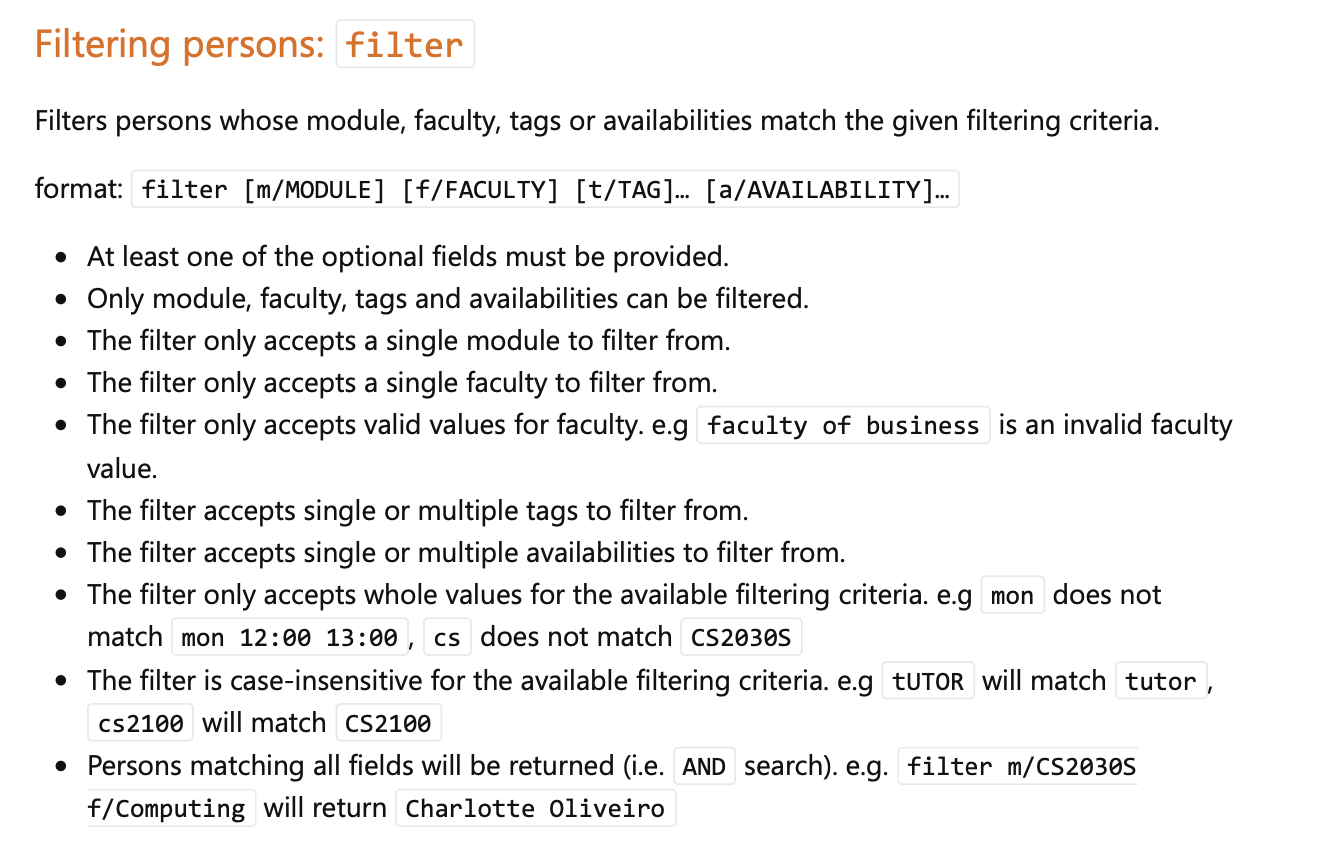 Filtering persons: filter
Filters persons whose module, faculty, tags or availabilities match the given filtering criteria.
format: filter [m/MODULE] [f/FACULTY] [t/TAG]… [a/AVAILABILITY]…
• At least one of the optional fields must be provided.
• Only module, faculty, tags and availabilities can be filtered.
• The filter only accepts a single module to filter from.
• The filter only accepts a single faculty to filter from.
• The filter only accepts valid values for faculty. e.g faculty of business is an invalid faculty
value.
• The filter accepts single or multiple tags to filter from.
• The filter accepts single or multiple availabilities to filter from.
• The filter only accepts whole values for the available filtering criteria. e.g mon does not
match mon 12:00 13:00, cs does not match CS2030S
• The filter is case-insensitive for the available filtering criteria. e.g tUTOR will match tutor,
cs2100 will match CS2100
• Persons matching all fields will be returned (i.e. AND search). e.g. filter m/CS2030S
f/Computing will return Charlotte Oliveiro